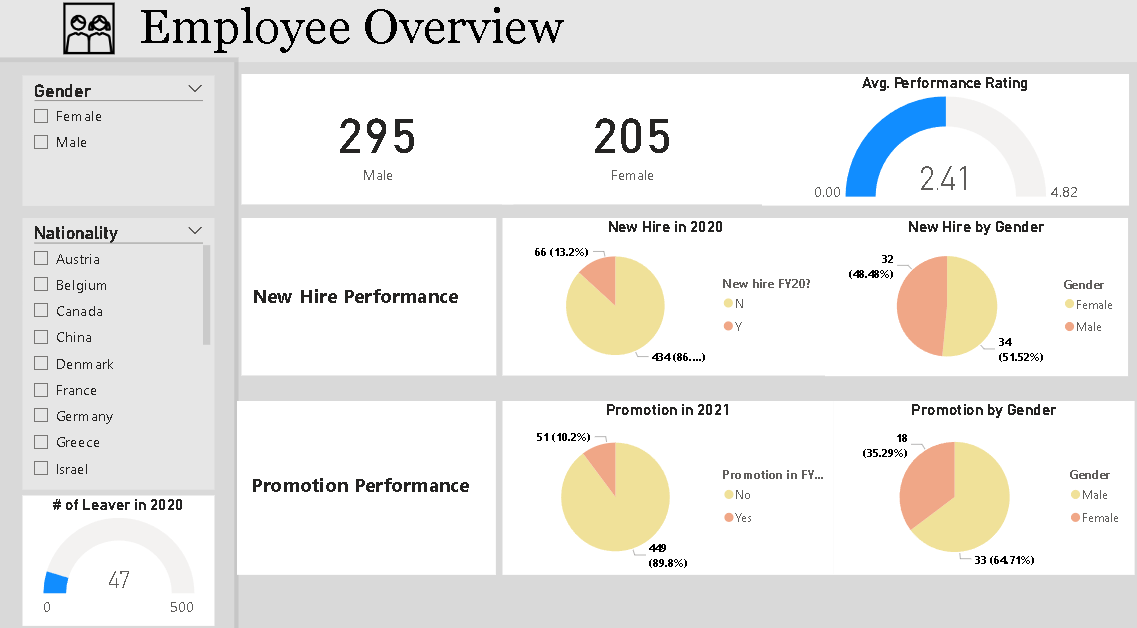 Employee Overview
Gender
Female
Male
Nationality
Austria
Belgium
Canada
China
Denmark
France
Germany
Greece
Israel
# of Leaver in 2020
47
0
500
295
Male
205
Female
Avg. Performance Rating
2.41
0.00
4.82
New Hire Performance
New Hire in 2020
66 (13.2%)
434 (86....)
New hire FY20?
N
Y
New Hire by Gender
32
(48.48%)
34
(51.52%)
Gender
Female
Male
Promotion Performance
Promotion in 2021
51 (10.2%)
449
(89.8%)
Promotion in FY...
No
Yes
Promotion by Gender
18
(35.29%)
33 (64.71%)
Gender
Male
Female